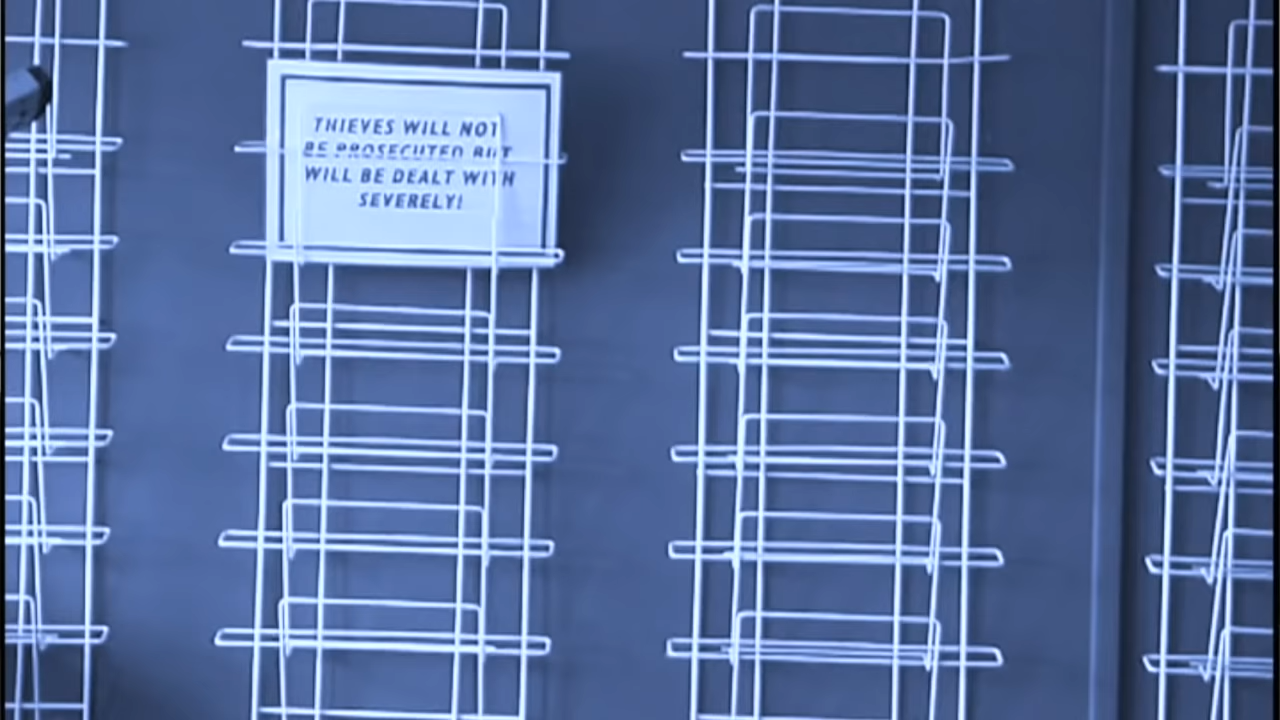 THIEVES WILL NOT
BE PROSECUTED BUT
WILL BE DEALT WITH
SEVERELY!